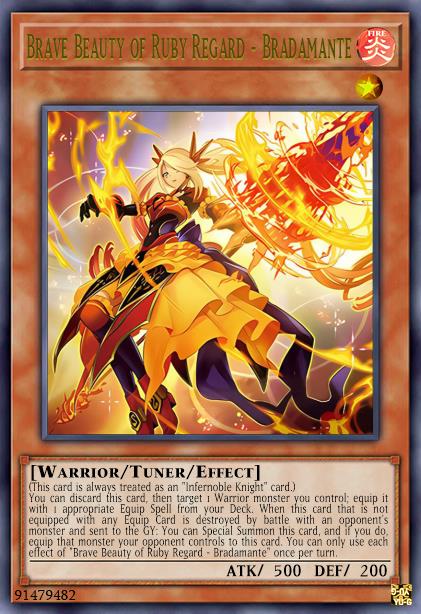 BRAVE BEAUTY OF RUBY REGARD - BRADAMANTE
FIRE
炎
[WARRIOR/TUNER/EFFECT]
(This card is always treated as an "Infernoble Knight" card.)
You can discard this card, then target 1 Warrior monster you control; equip it
with 1 appropriate Equip Spell from your Deck. When this card that is not
equipped with any Equip Card is destroyed by battle with an opponent's
monster and sent to the GY: You can Special Summon this card, and if you do,
equip that monster your opponent controls to this card. You can only use each
effect of "Brave Beauty of Ruby Regard - Bradamante" once per turn.
ATK/ 500 DEF/ 200
91479482